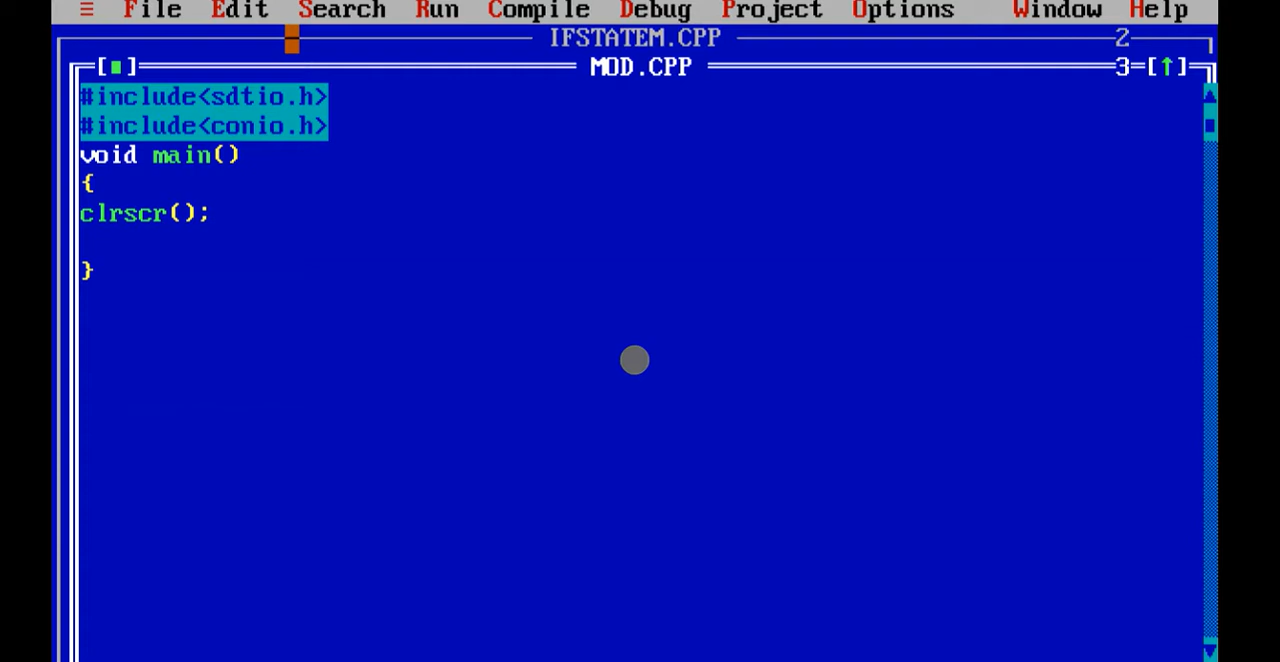 ≡ File Edit Search Run Compile Debug Project Options Window Help
IFSTATEM.CPP 2
[■] MOD.CPP 3=[↑]
#include<sdtio.h>
#include<conio.h>
void main()
{
clrscr();
}